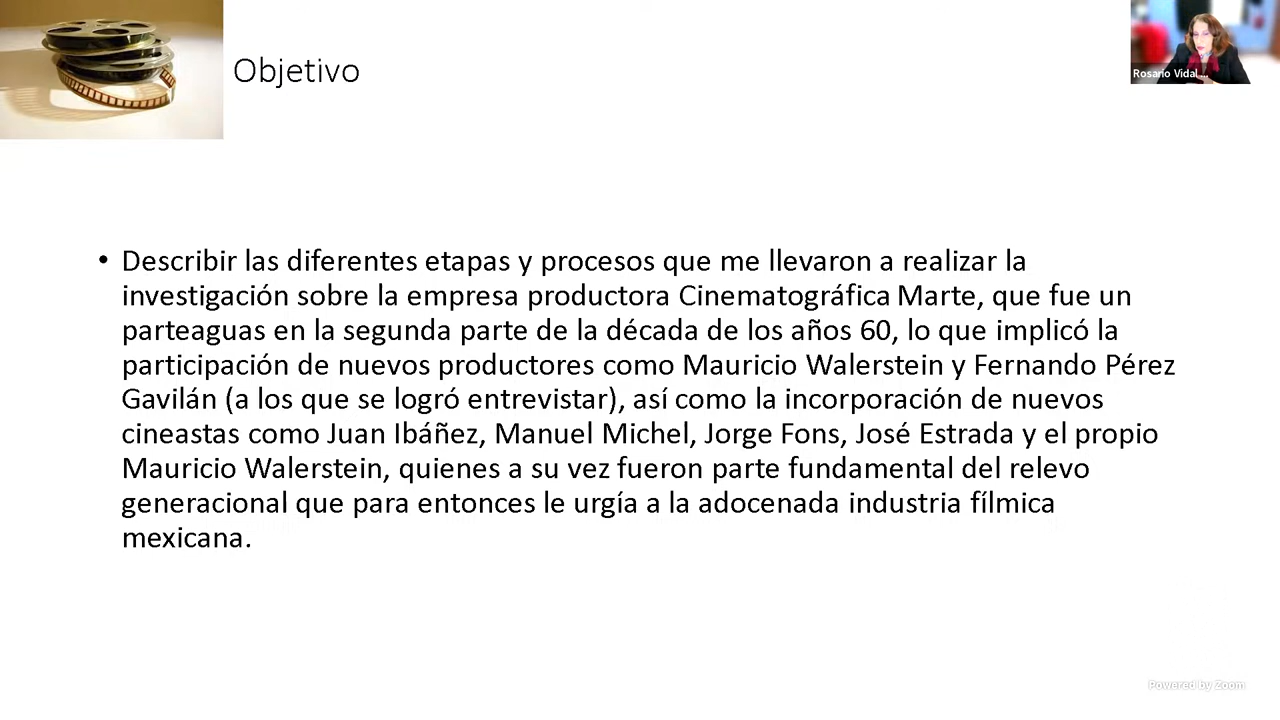 Objetivo
Rosario Vidal ...
• Describir las diferentes etapas y procesos que me llevaron a realizar la
investigación sobre la empresa productora Cinematográfica Marte, que fue un
parteaguas en la segunda parte de la década de los años 60, lo que implicó la
participación de nuevos productores como Mauricio Walerstein y Fernando Pérez
Gavilán (a los que se logró entrevistar), así como la incorporación de nuevos
cineastas como Juan Ibáñez, Manuel Michel, Jorge Fons, José Estrada y el propio
Mauricio Walerstein, quienes a su vez fueron parte fundamental del relevo
generacional que para entonces le urgía a la adocenada industria fílmica
mexicana.
Powered by Zoom